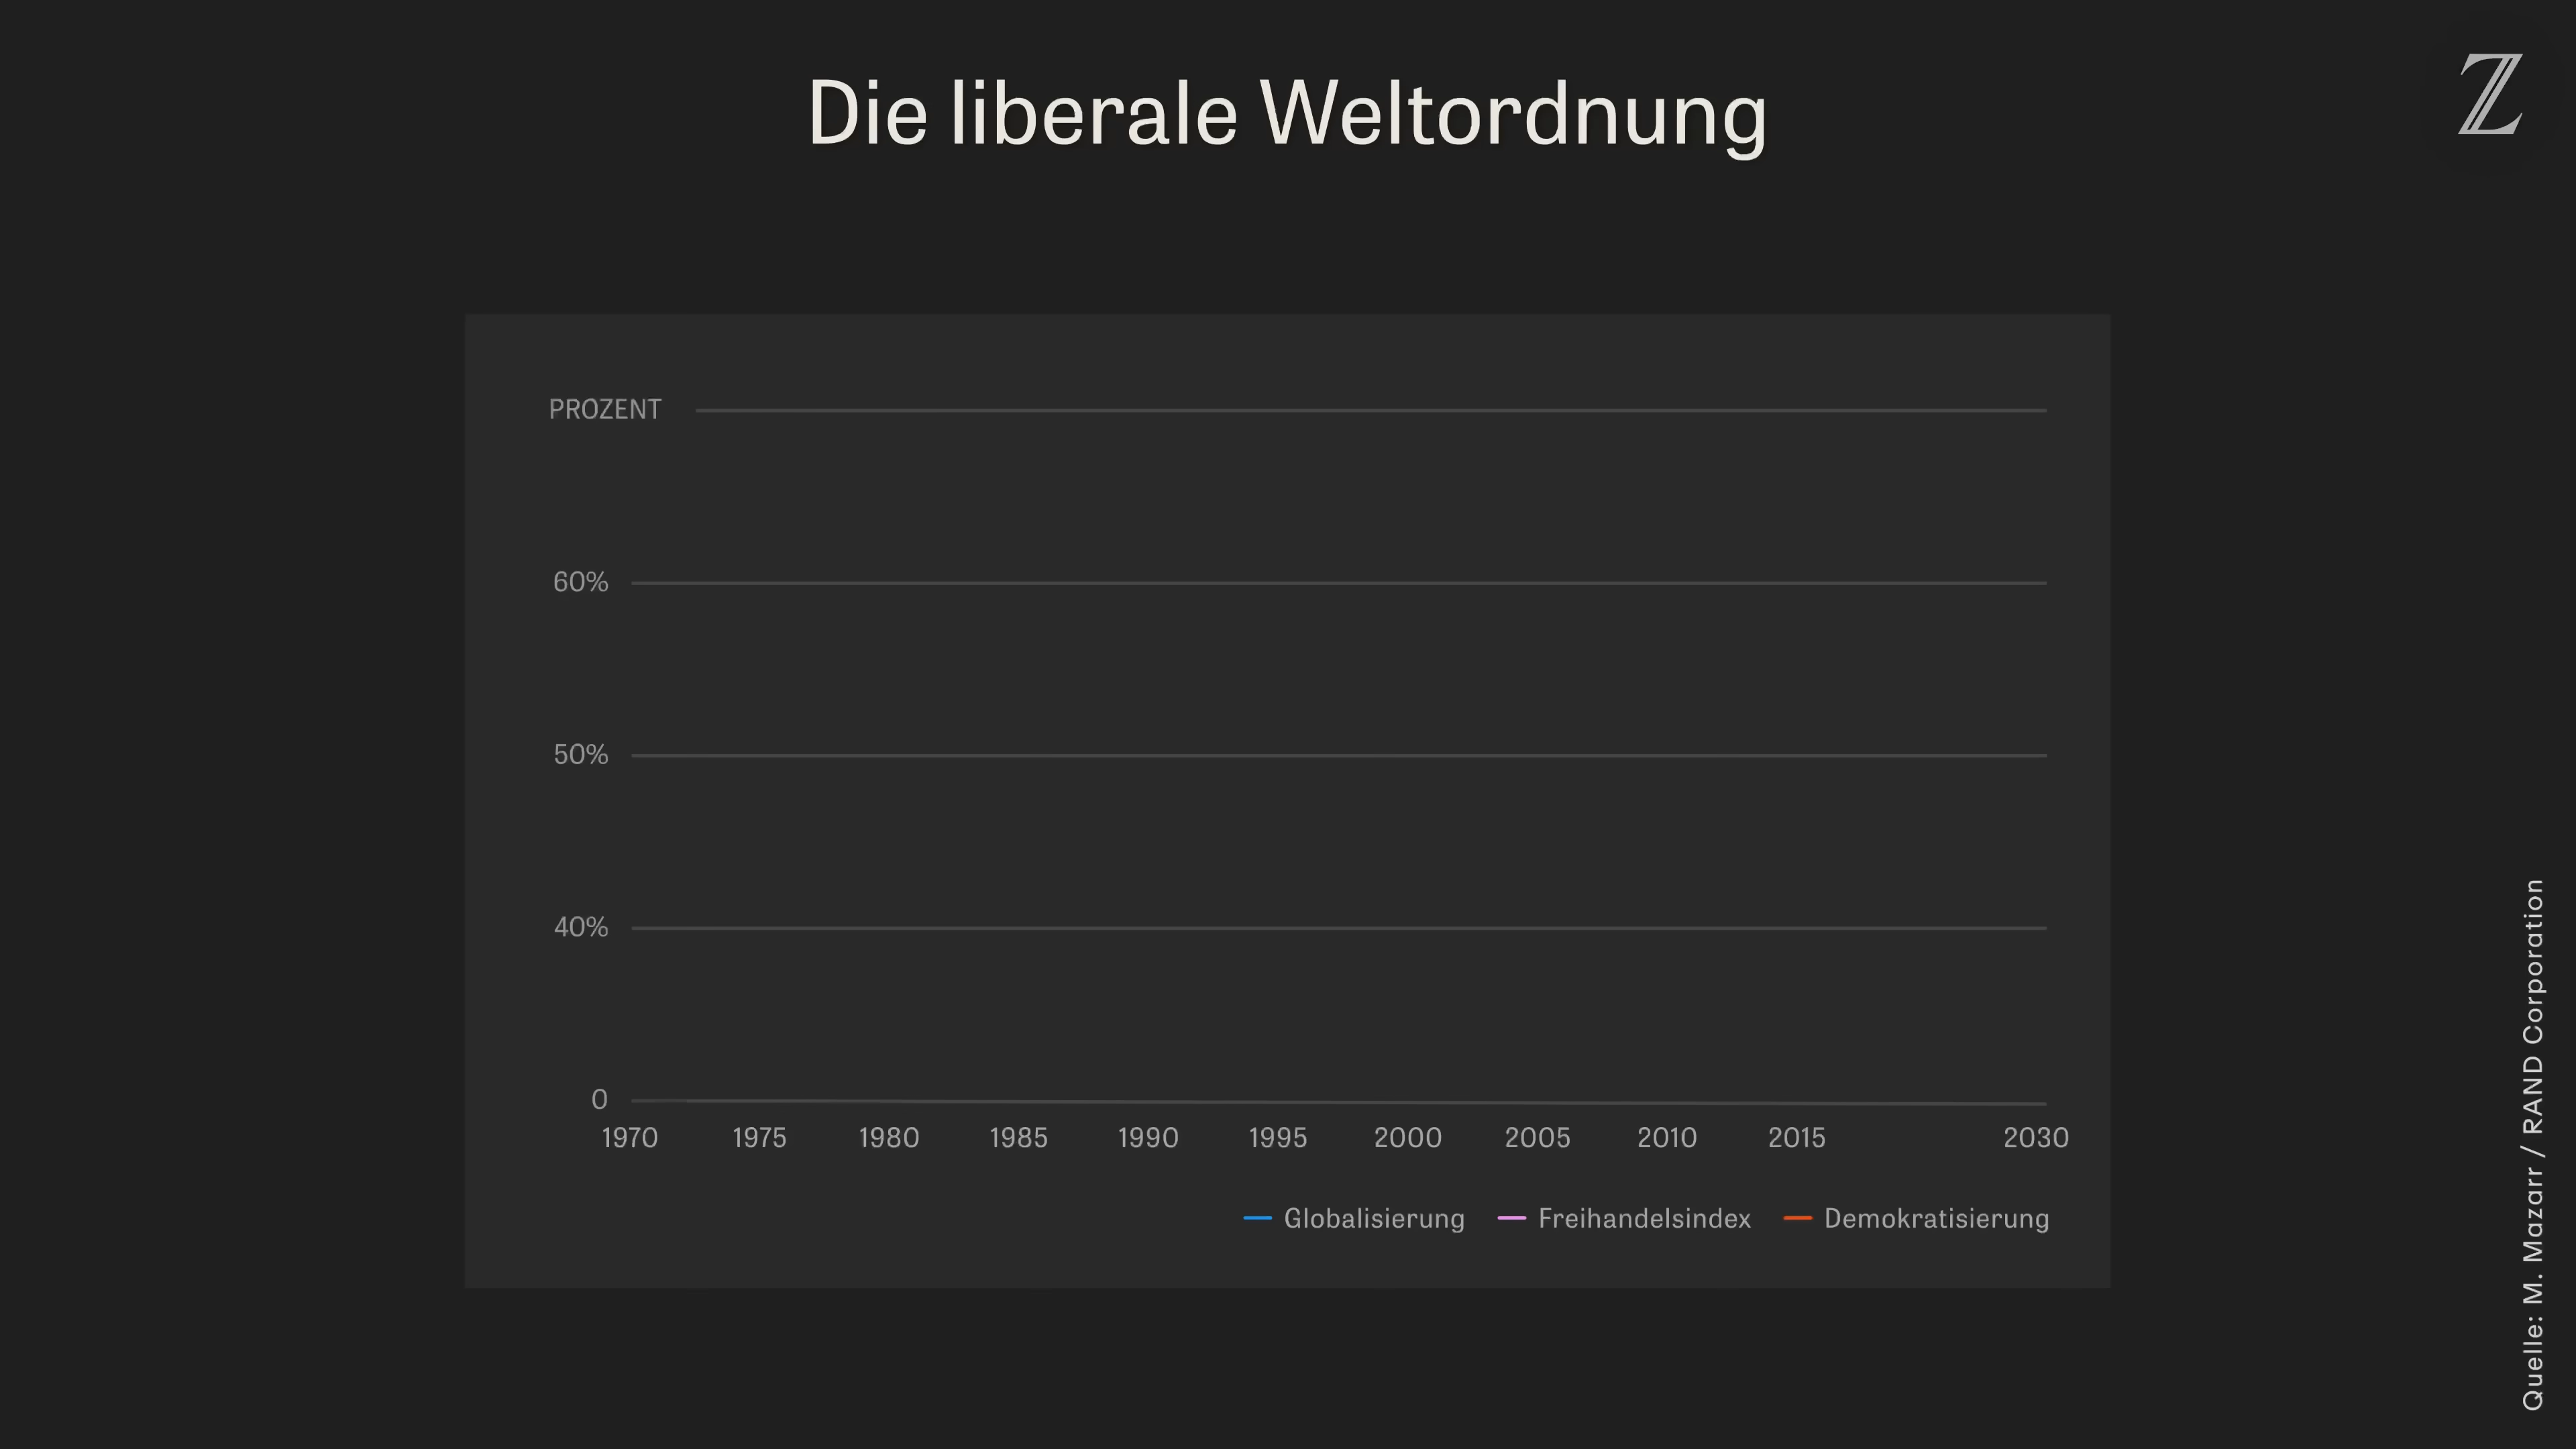 Die liberale Weltordnung
Z
PROZENT
60%
50%
40%
0
1970 1975 1980 1985 1990 1995 2000 2005 2010 2015 2030
Globalisierung Freihandelsindex Demokratisierung
Quelle: M. Mazarr / RAND Corporation